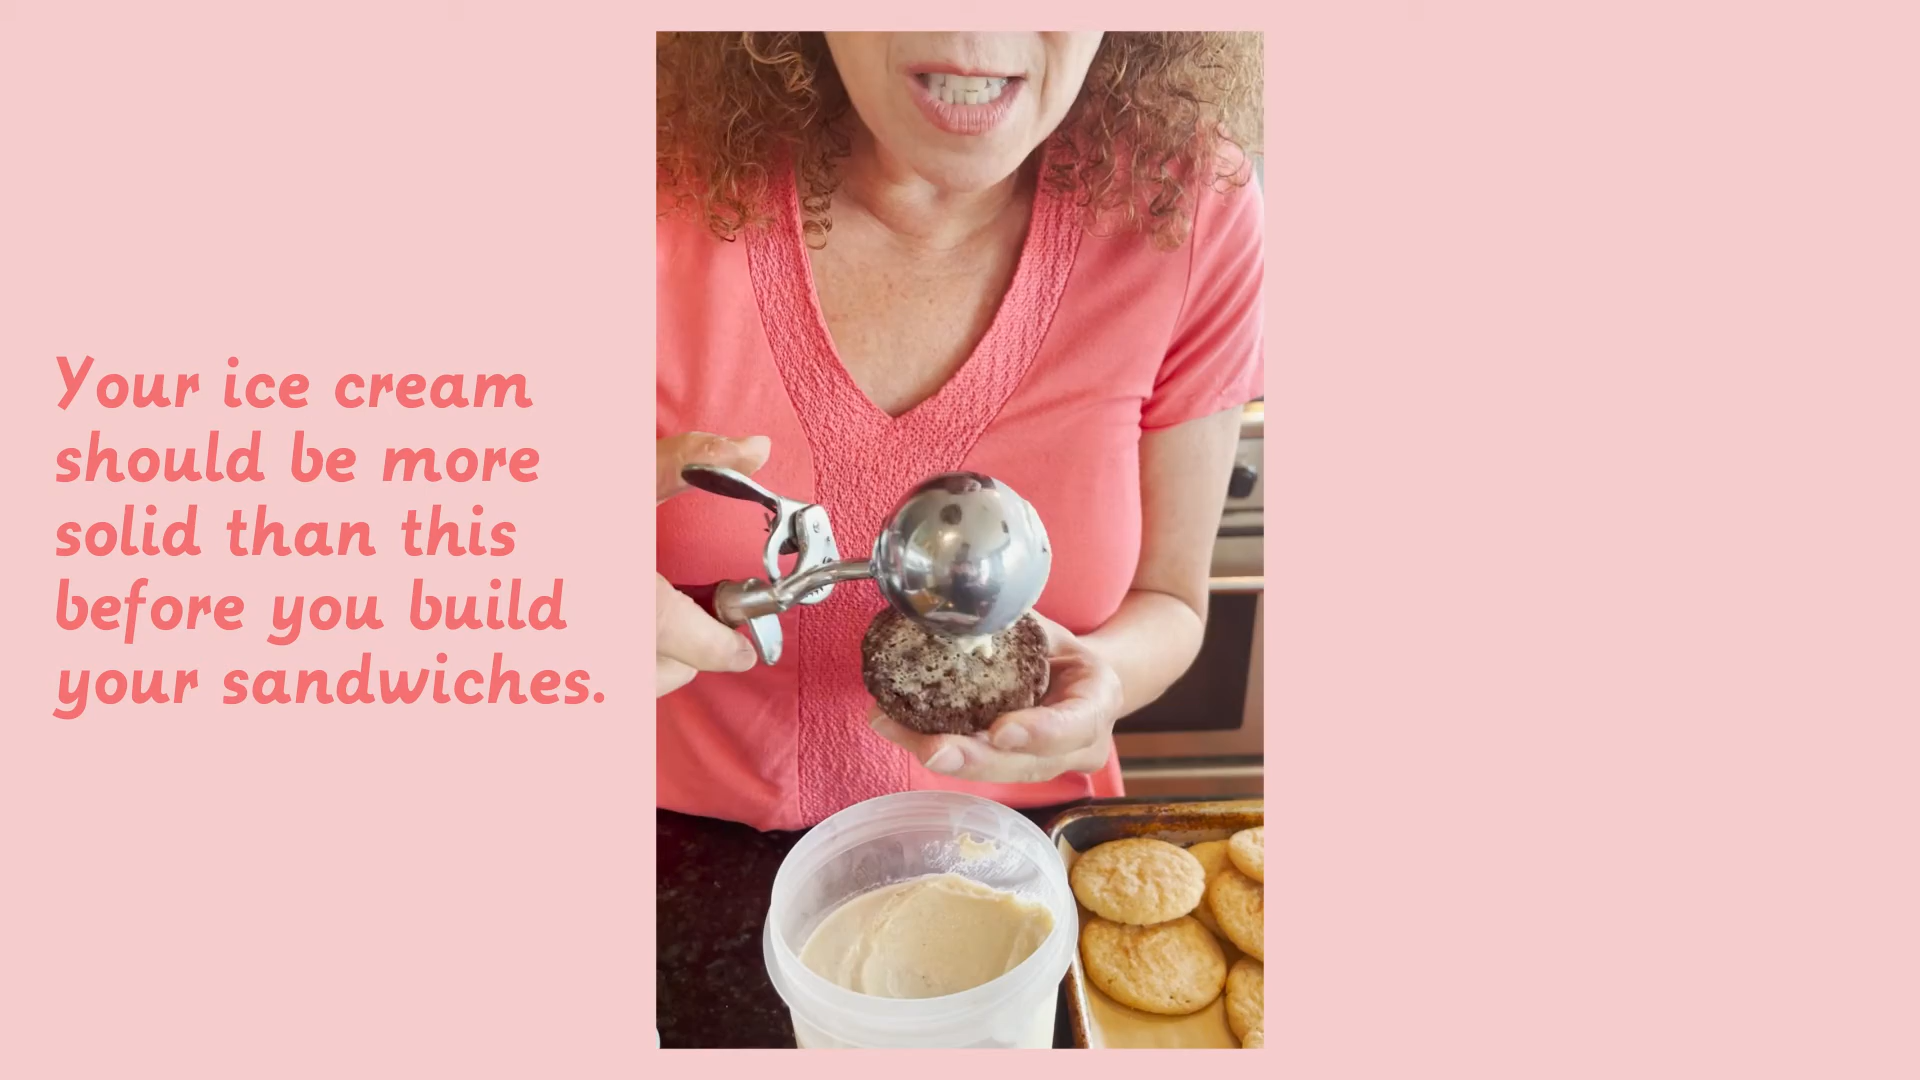 Your ice cream
should be more
solid than this
before you build
your sandwiches.